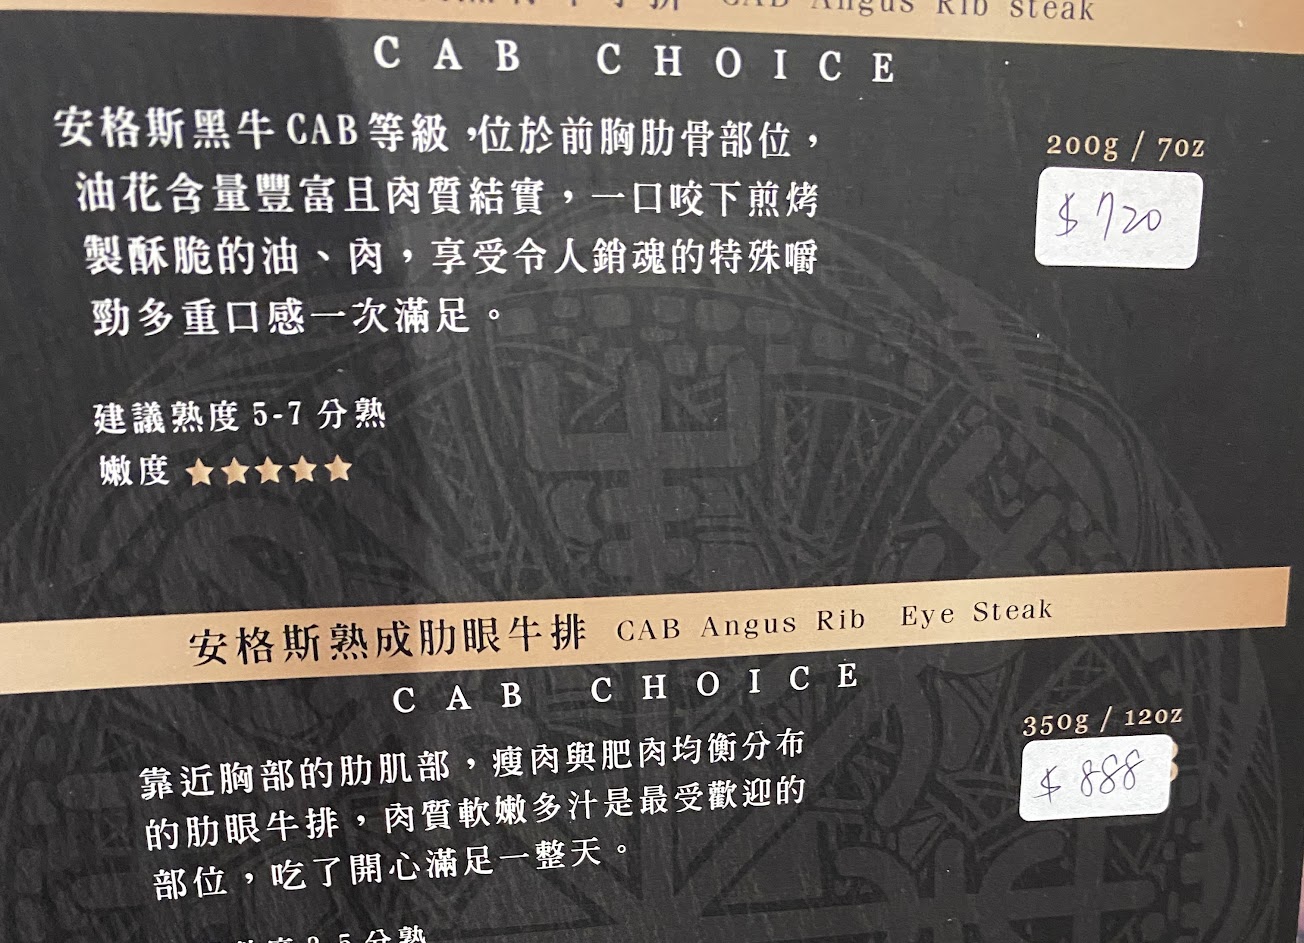 CAB Angus Rib steak
CAB CHOICE
安格斯黑牛CAB等級,位於前胸肋骨部位,
200g / 7oz
油花含量豐富且肉質結實,一口咬下煎烤
$720
製酥脆的油、肉,享受令人銷魂的特殊嚼
勁多重口感一次滿足。
建議熟度 5-7 分熟
嫩度 ★★★★★
安格斯熟成肋眼牛排 CAB Angus Rib Eye Steak
CAB CHOICE
350g / 12oz
靠近胸部的肋肌部,瘦肉與肥肉均衡分布
$888
的肋眼牛排,肉質軟嫩多汁是最受歡迎的
部位,吃了開心滿足一整天。
分熟